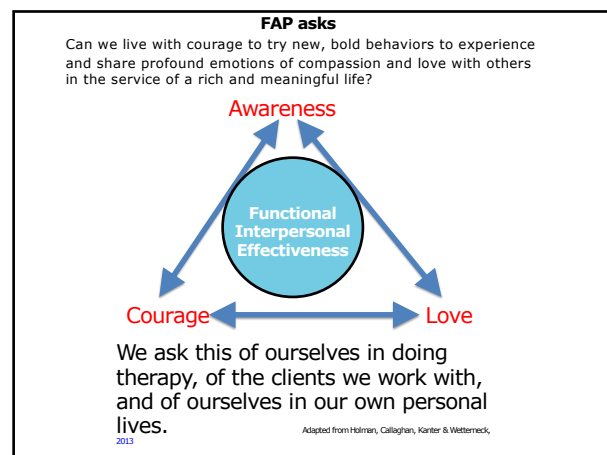 FAP asks
Can we live with courage to try new, bold behaviors to experience
and share profound emotions of compassion and love with others
in the service of a rich and meaningful life?
Awareness
Functional
Interpersonal
Effectiveness
Courage
Love
We ask this of ourselves in doing
therapy, of the clients we work with,
and of ourselves in our own personal
lives.
Adapted from Holman, Callaghan, Kanter & Wetterneck,
2013